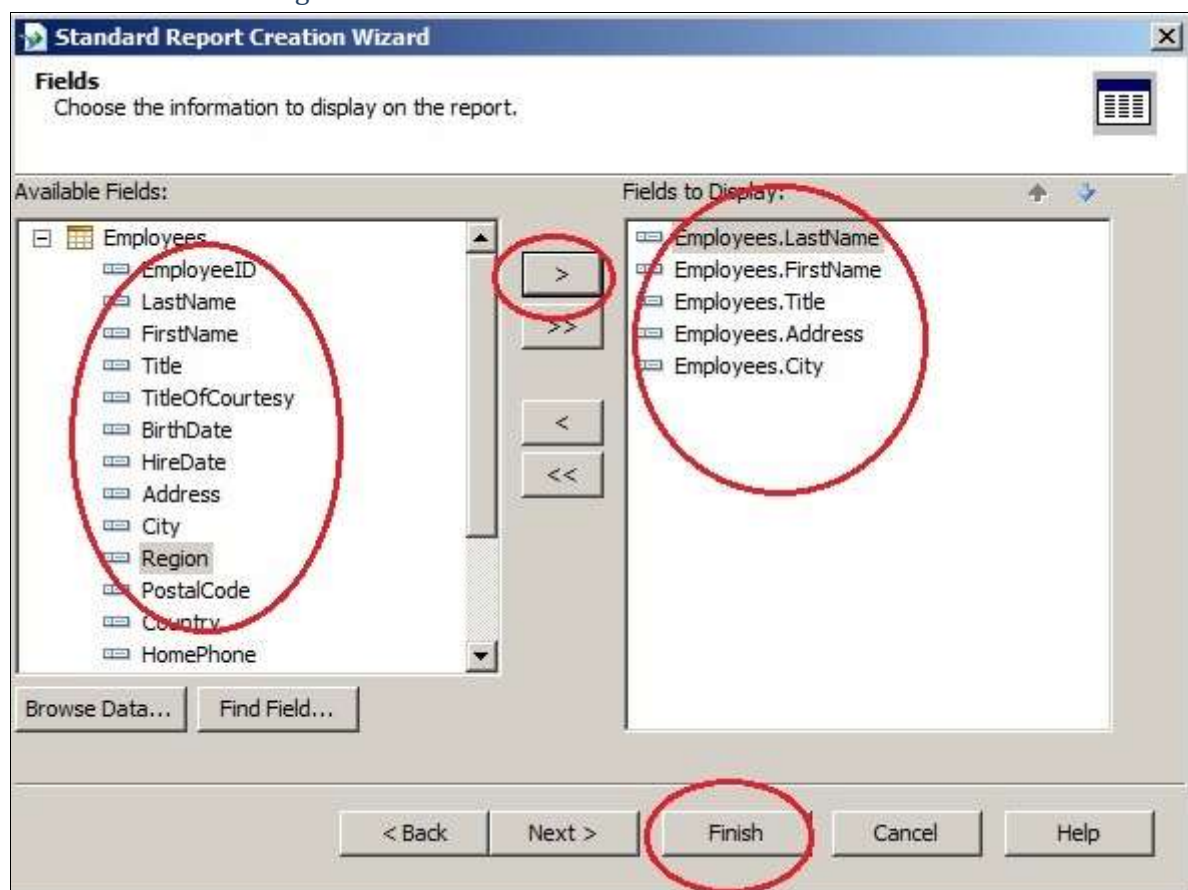 Standard Report Creation Wizard
Fields
Choose the information to display on the report.
Available Fields:
Employees
EmployeeID
LastName
FirstName
Title
TitleOfCourtesy
BirthDate
HireDate
Address
City
Region
PostalCode
Country
HomePhone
Browse Data... Find Field...
>
>>
<
<<
Fields to Display:
Employees.LastName
Employees.FirstName
Employees.Title
Employees.Address
Employees.City
< Back Next > Finish Cancel Help